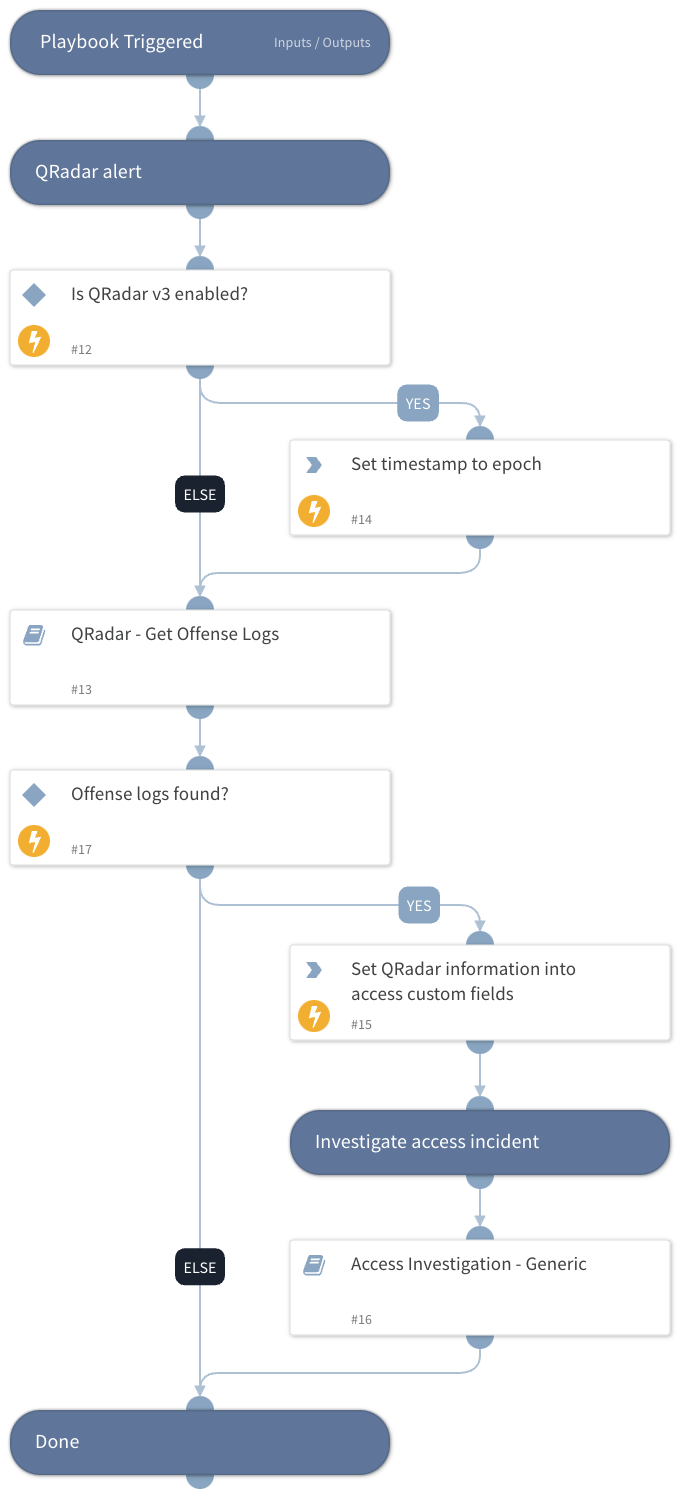 Playbook Triggered
Inputs / Outputs
QRadar alert
Is QRadar v3 enabled?
#12
YES
Set timestamp to epoch
#14
ELSE
QRadar - Get Offense Logs
#13
Offense logs found?
#17
YES
Set QRadar information into
access custom fields
#15
Investigate access incident
Access Investigation - Generic
#16
ELSE
Done